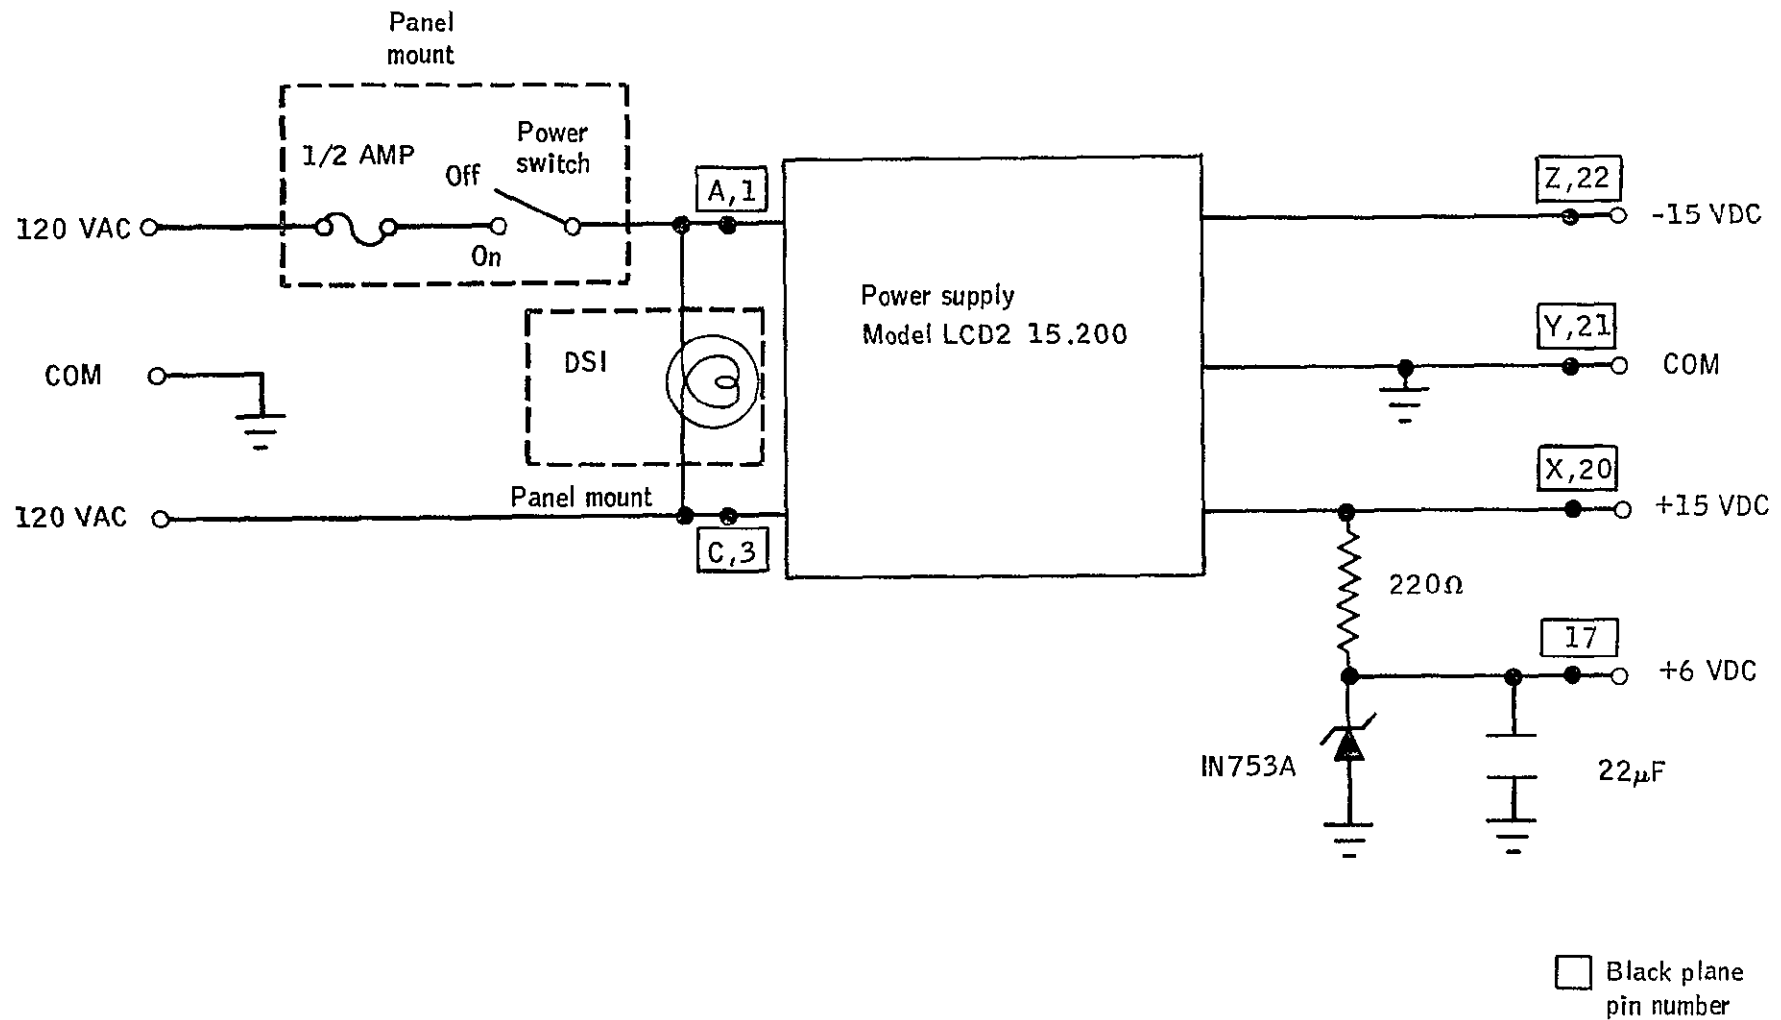 Panel
mount
1/2 AMP
Power
switch
Off
On
120 VAC
A,1
Z,22
-15 VDC
Power supply
Model LCD2 15.200
Y,21
COM
COM
DSI
X,20
+15 VDC
Panel mount
120 VAC
C,3
220Ω
17
+6 VDC
IN753A
22μF
Black plane
pin number